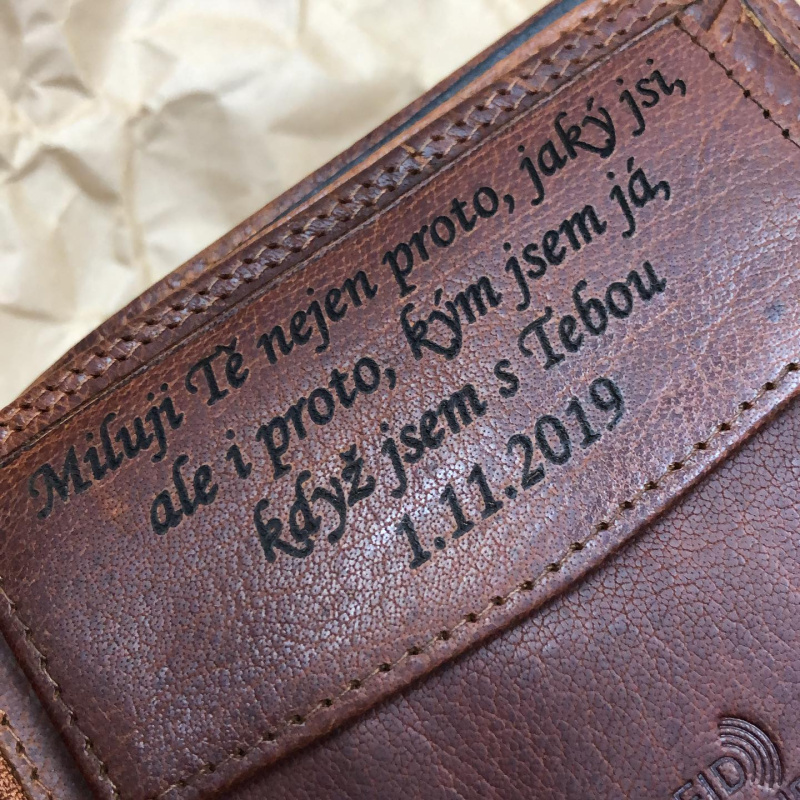 Miluji Tě nejen proto, jaký jsi,
ale i proto, kým jsem já,
když jsem s Tebou
1.11.2019